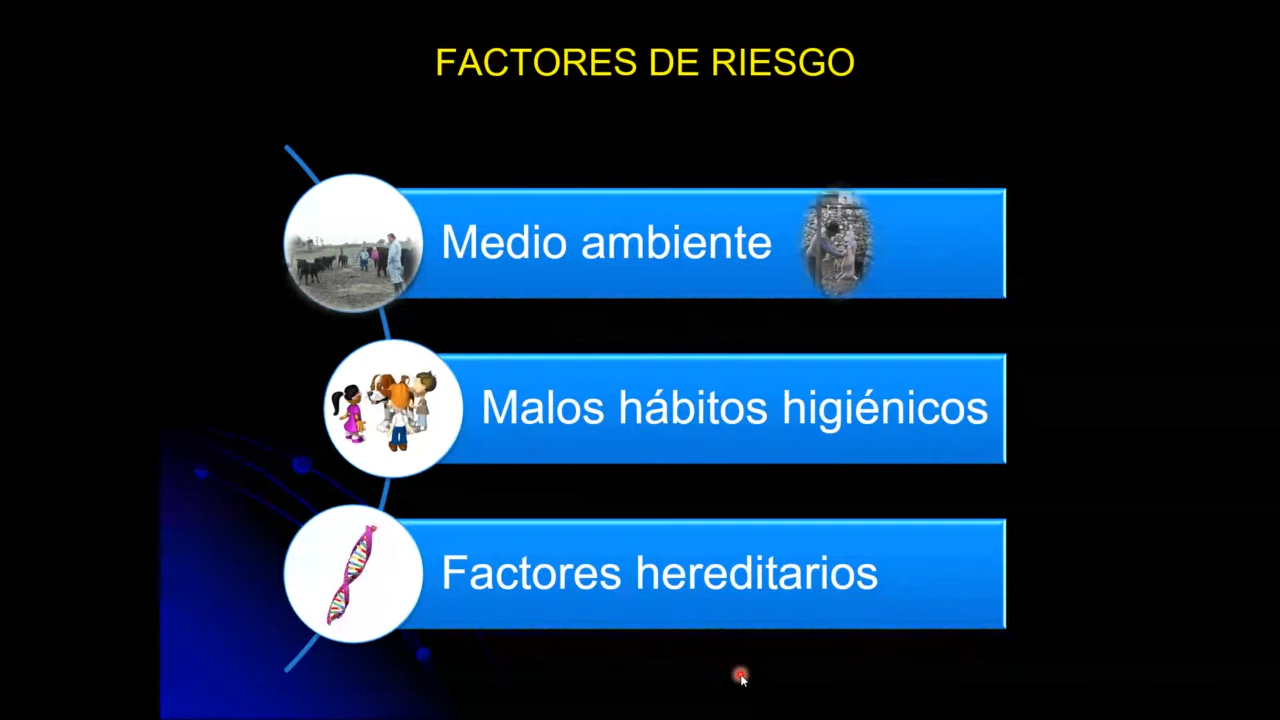 FACTORES DE RIESGO
Medio ambiente
Malos hábitos higiénicos
Factores hereditarios